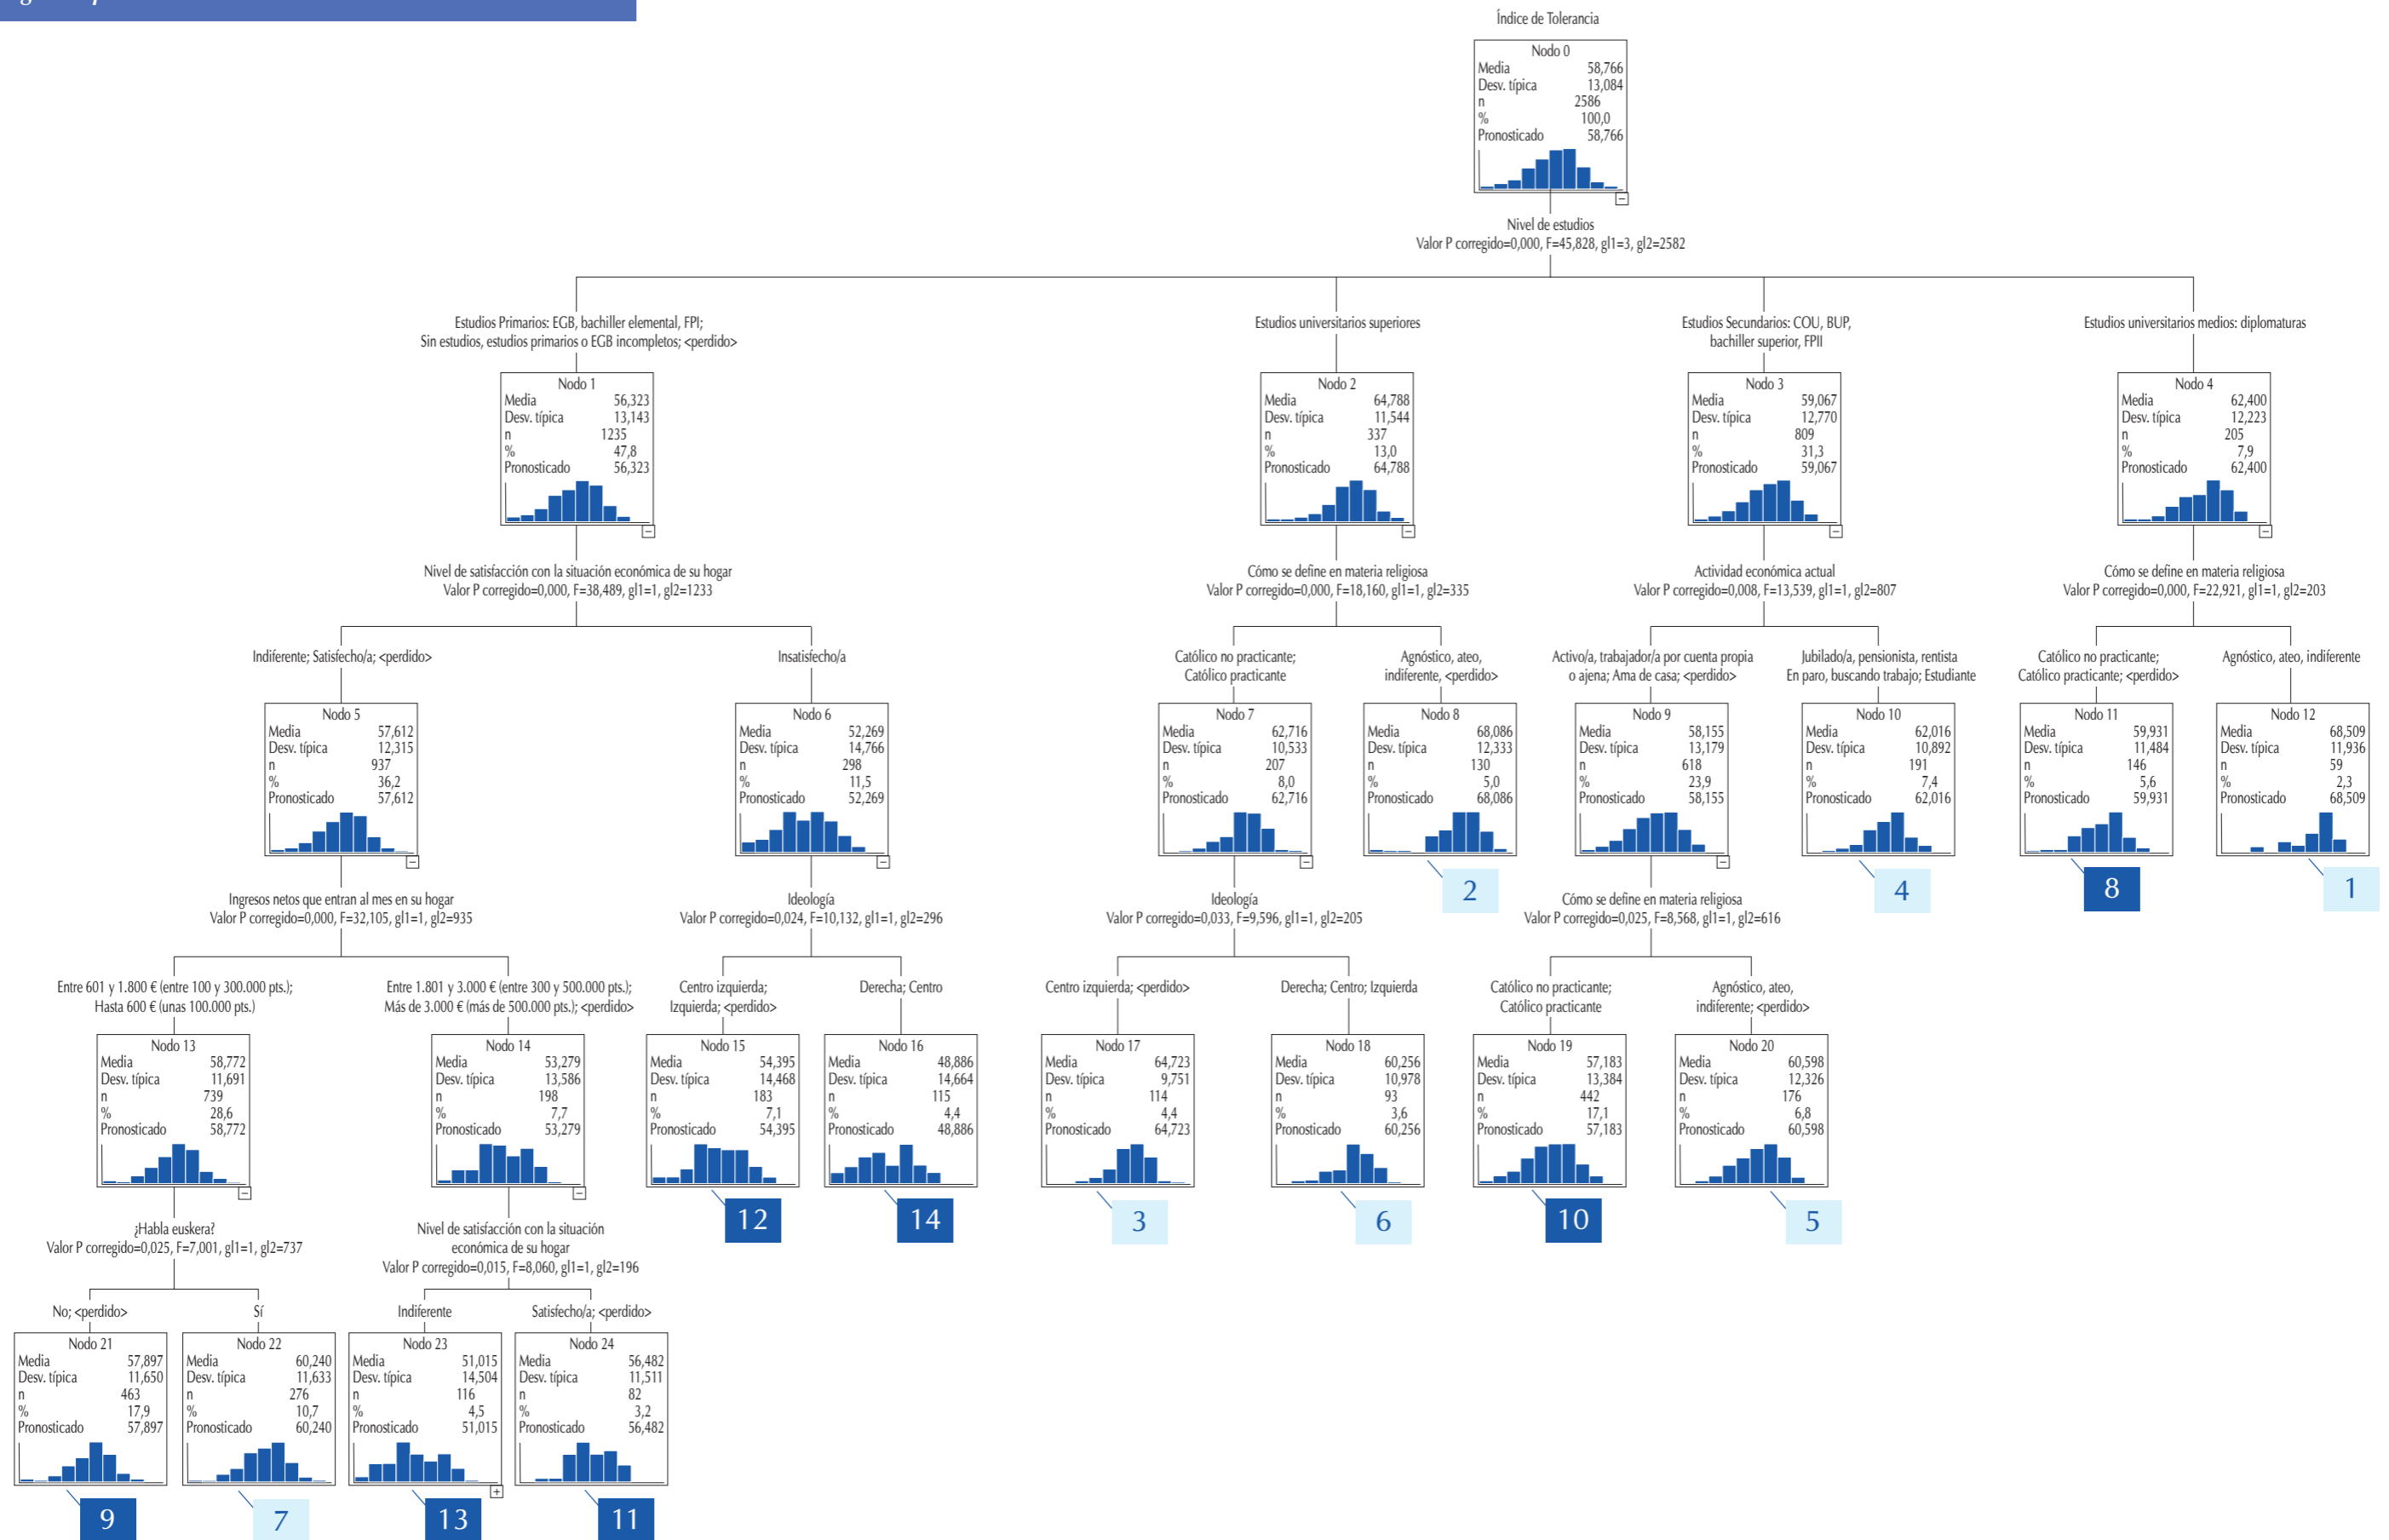 Índice de Tolerancia
Nodo 0
Media 58,766
Desv. típica 13,084
n 2586
% 100,0
Pronosticado 58,766
Nivel de estudios
Valor P corregido=0,000, F=45,828, gl1=3, gl2=2582
Estudios Primarios: EGB, bachiller elemental, FPI;
Sin estudios, estudios primarios o EGB incompletos; <perdido>
Nodo 1
Media 56,323
Desv. típica 13,143
n 1235
% 47,8
Pronosticado 56,323
Estudios universitarios superiores
Nodo 2
Media 64,788
Desv. típica 11,544
n 337
% 13,0
Pronosticado 64,788
Estudios Secundarios: COU, BUP,
bachiller superior, FPII
Nodo 3
Media 59,067
Desv. típica 12,770
n 809
% 31,3
Pronosticado 59,067
Estudios universitarios medios: diplomaturas
Nodo 4
Media 62,400
Desv. típica 12,223
n 205
% 7,9
Pronosticado 62,400
Nivel de satisfacción con la situación económica de su hogar
Valor P corregido=0,000, F=38,489, gl1=1, gl2=1233
Cómo se define en materia religiosa
Valor P corregido=0,000, F=18,160, gl1=1, gl2=335
Actividad económica actual
Valor P corregido=0,008, F=13,539, gl1=1, gl2=807
Cómo se define en materia religiosa
Valor P corregido=0,000, F=22,921, gl1=1, gl2=203
Indiferente; Satisfecho/a; <perdido>
Nodo 5
Media 57,612
Desv. típica 12,315
n 937
% 36,2
Pronosticado 57,612
Insatisfecho/a
Nodo 6
Media 52,269
Desv. típica 14,766
n 298
% 11,5
Pronosticado 52,269
Católico no practicante;
Católico practicante
Nodo 7
Media 62,716
Desv. típica 10,533
n 207
% 8,0
Pronosticado 62,716
Agnóstico, ateo,
indiferente, <perdido>
Nodo 8
Media 68,086
Desv. típica 12,333
n 130
% 5,0
Pronosticado 68,086
2
Activo/a, trabajador/a por cuenta propia
o ajena; Ama de casa; <perdido>
Nodo 9
Media 58,155
Desv. típica 13,179
n 618
% 23,9
Pronosticado 58,155
Jubilado/a, pensionista, rentista
En paro, buscando trabajo; Estudiante
Nodo 10
Media 62,016
Desv. típica 10,892
n 191
% 7,4
Pronosticado 62,016
4
Católico no practicante;
Católico practicante; <perdido>
Nodo 11
Media 59,931
Desv. típica 11,484
n 146
% 5,6
Pronosticado 59,931
8
Agnóstico, ateo, indiferente
Nodo 12
Media 68,509
Desv. típica 11,936
n 59
% 2,3
Pronosticado 68,509
1
Ingresos netos que entran al mes en su hogar
Valor P corregido=0,000, F=32,105, gl1=1, gl2=935
Ideología
Valor P corregido=0,024, F=10,132, gl1=1, gl2=296
Ideología
Valor P corregido=0,033, F=9,596, gl1=1, gl2=205
Cómo se define en materia religiosa
Valor P corregido=0,025, F=8,568, gl1=1, gl2=616
Entre 601 y 1.800 € (entre 100 y 300.000 pts.);
Hasta 600 € (unas 100.000 pts.)
Nodo 13
Media 58,772
Desv. típica 11,691
n 739
% 28,6
Pronosticado 58,772
Entre 1.801 y 3.000 € (entre 300 y 500.000 pts.);
Más de 3.000 € (más de 500.000 pts.); <perdido>
Nodo 14
Media 53,279
Desv. típica 13,586
n 198
% 7,7
Pronosticado 53,279
Centro izquierda;
Izquierda; <perdido>
Nodo 15
Media 54,395
Desv. típica 14,468
n 183
% 7,1
Pronosticado 54,395
12
Derecha; Centro
Nodo 16
Media 48,886
Desv. típica 14,664
n 115
% 4,4
Pronosticado 48,886
14
Centro izquierda; <perdido>
Nodo 17
Media 64,723
Desv. típica 9,751
n 114
% 4,4
Pronosticado 64,723
3
Derecha; Centro; Izquierda
Nodo 18
Media 60,256
Desv. típica 10,978
n 93
% 3,6
Pronosticado 60,256
6
Católico no practicante;
Católico practicante
Nodo 19
Media 57,183
Desv. típica 13,384
n 442
% 17,1
Pronosticado 57,183
10
Agnóstico, ateo,
indiferente; <perdido>
Nodo 20
Media 60,598
Desv. típica 12,326
n 176
% 6,8
Pronosticado 60,598
5
¿Habla euskera?
Valor P corregido=0,025, F=7,001, gl1=1, gl2=737
Nivel de satisfacción con la situación
económica de su hogar
Valor P corregido=0,015, F=8,060, gl1=1, gl2=196
No; <perdido>
Nodo 21
Media 57,897
Desv. típica 11,650
n 463
% 17,9
Pronosticado 57,897
9
Sí
Nodo 22
Media 60,240
Desv. típica 11,633
n 276
% 10,7
Pronosticado 60,240
7
Indiferente
Nodo 23
Media 51,015
Desv. típica 14,504
n 116
% 4,5
Pronosticado 51,015
13
Satisfecho/a; <perdido>
Nodo 24
Media 56,482
Desv. típica 11,511
n 82
% 3,2
Pronosticado 56,482
11